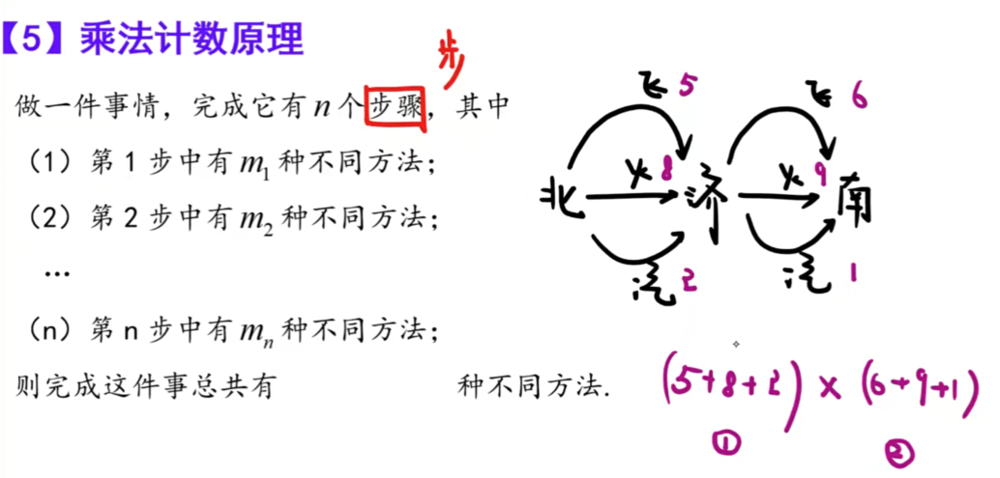 【5】乘法计数原理
步
做一件事情，完成它有 n 个步骤，其中
（1）第 1 步中有 m₁ 种不同方法；
（2）第 2 步中有 m₂ 种不同方法；
…
（n）第 n 步中有 mₙ 种不同方法；
则完成这件事总共有 种不同方法.
飞 5 飞 6
火 8 火 9
北 济 南
汽 2 汽 1
(5+8+2) × (6+9+1)
① ②